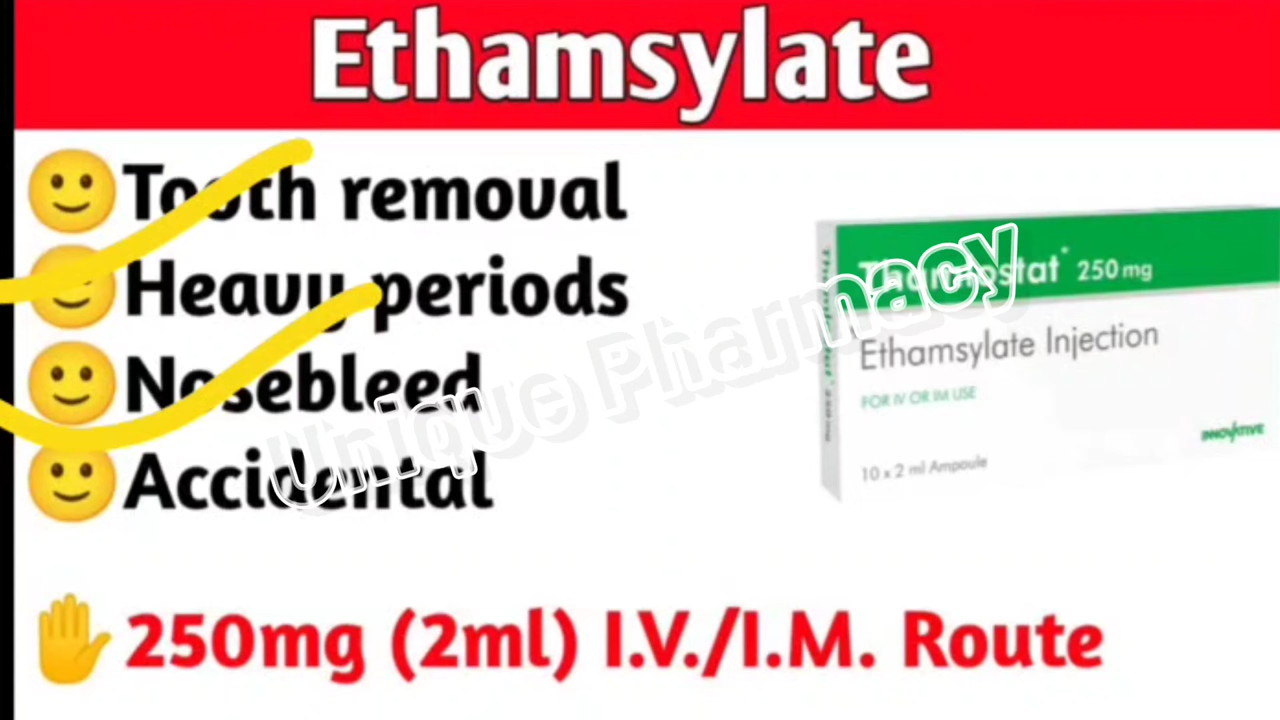 Ethamsylate
Tooth removal
Heavy periods
Nosebleed
Accidental
250mg (2ml) I.V./I.M. Route
250 mg
Ethamsylate Injection
FOR IV OR IM USE
INNOVATIVE
10 x 2 ml Ampoule
Unique Pharmacy